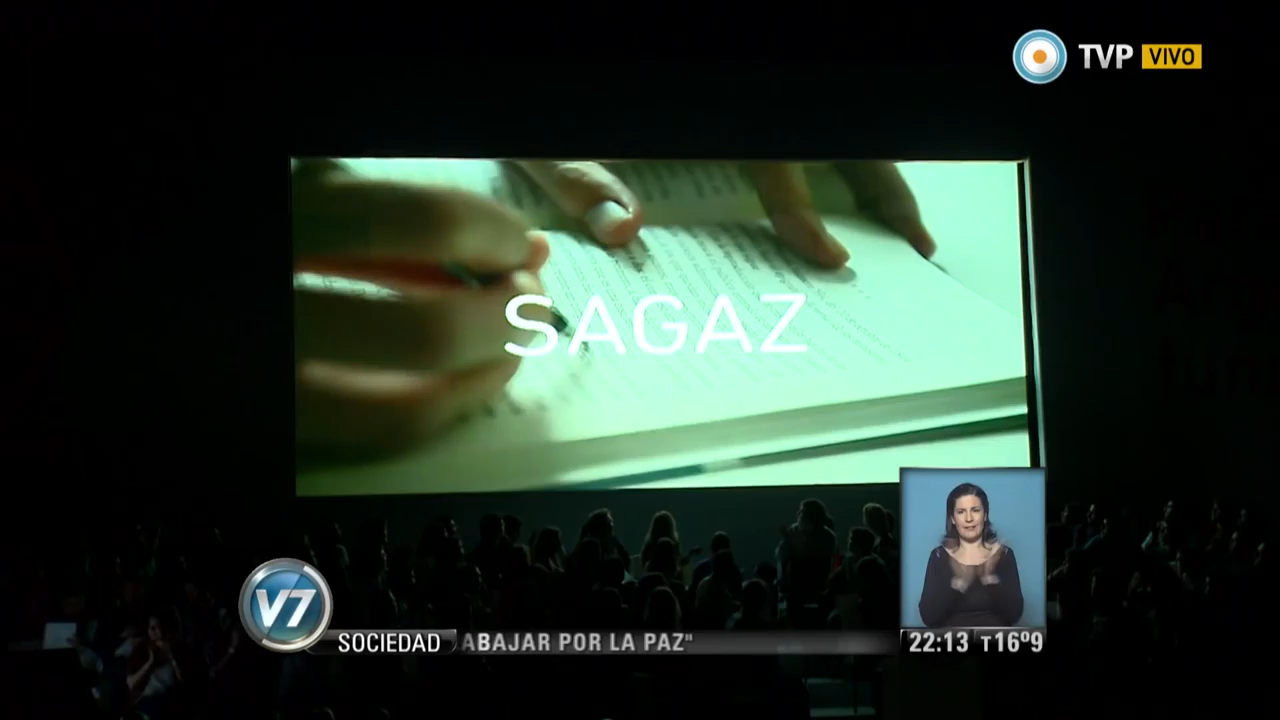 TVP VIVO
SAGAZ
V7
SOCIEDAD ABAJAR POR LA PAZ"
22:13 T16º9